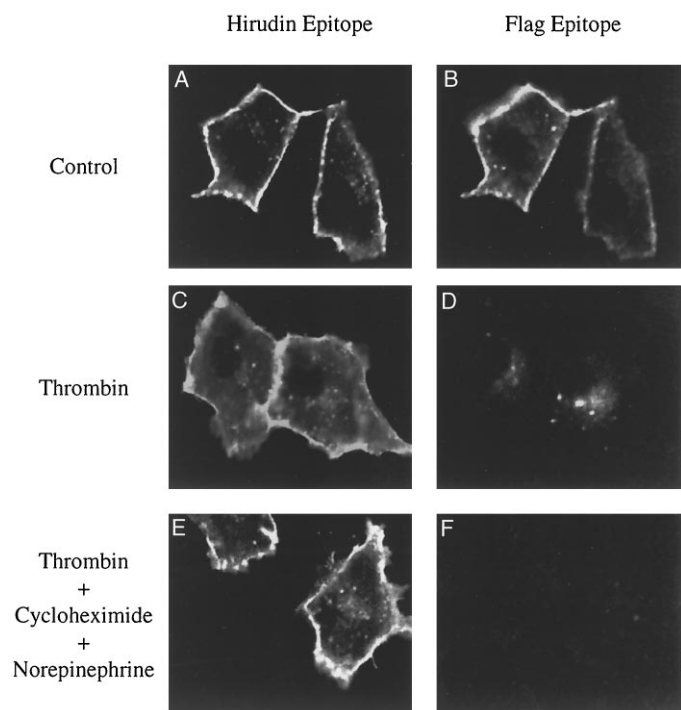 Hirudin Epitope
Flag Epitope
A
B
Control
C
D
Thrombin
E
F
Thrombin
+
Cycloheximide
+
Norepinephrine